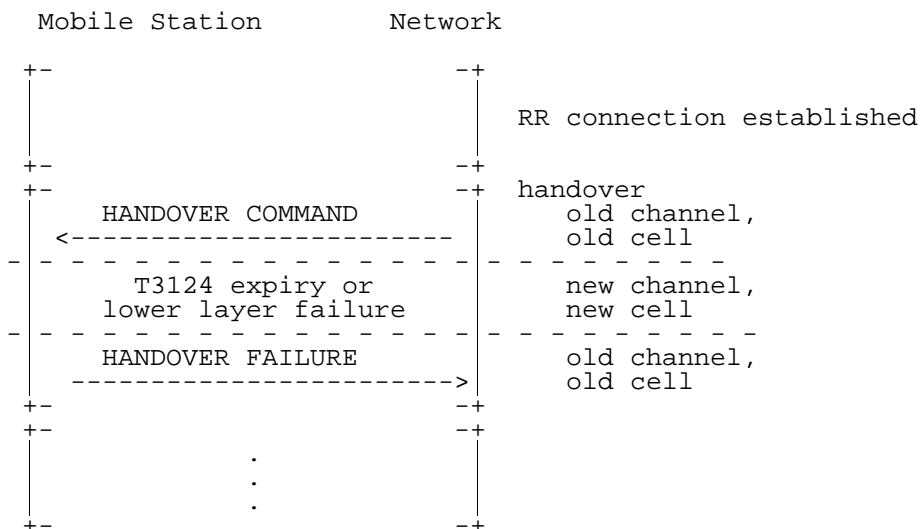 Mobile Station Network
+- -+
RR connection established
+- -+
+- -+ handover
HANDOVER COMMAND old channel,
<------------------------ old cell
- - - - - - - - - - - - - - - - - - - - - - -
T3124 expiry or new channel,
lower layer failure new cell
- - - - - - - - - - - - - - - - - - - - - - - -
HANDOVER FAILURE old channel,
------------------------> old cell
+- -+
+- -+
.
.
.
+- -+